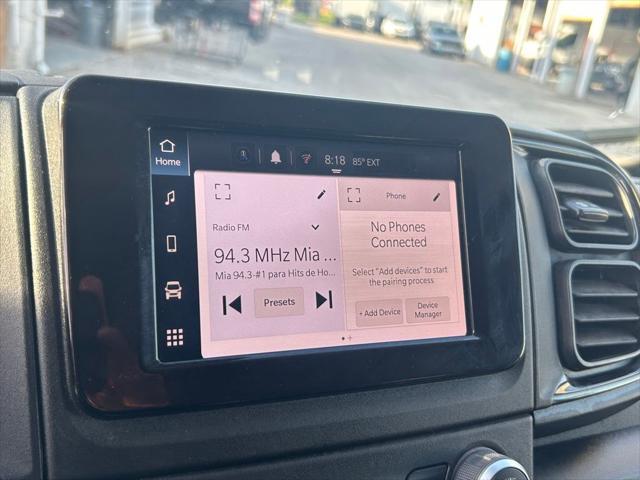 Home
8:18 85° EXT
Radio FM
94.3 MHz Mia ...
Mia 94.3-#1 para Hits de Ho...
Presets
Phone
No Phones
Connected
Select "Add devices" to start
the pairing process
+ Add Device
Device
Manager